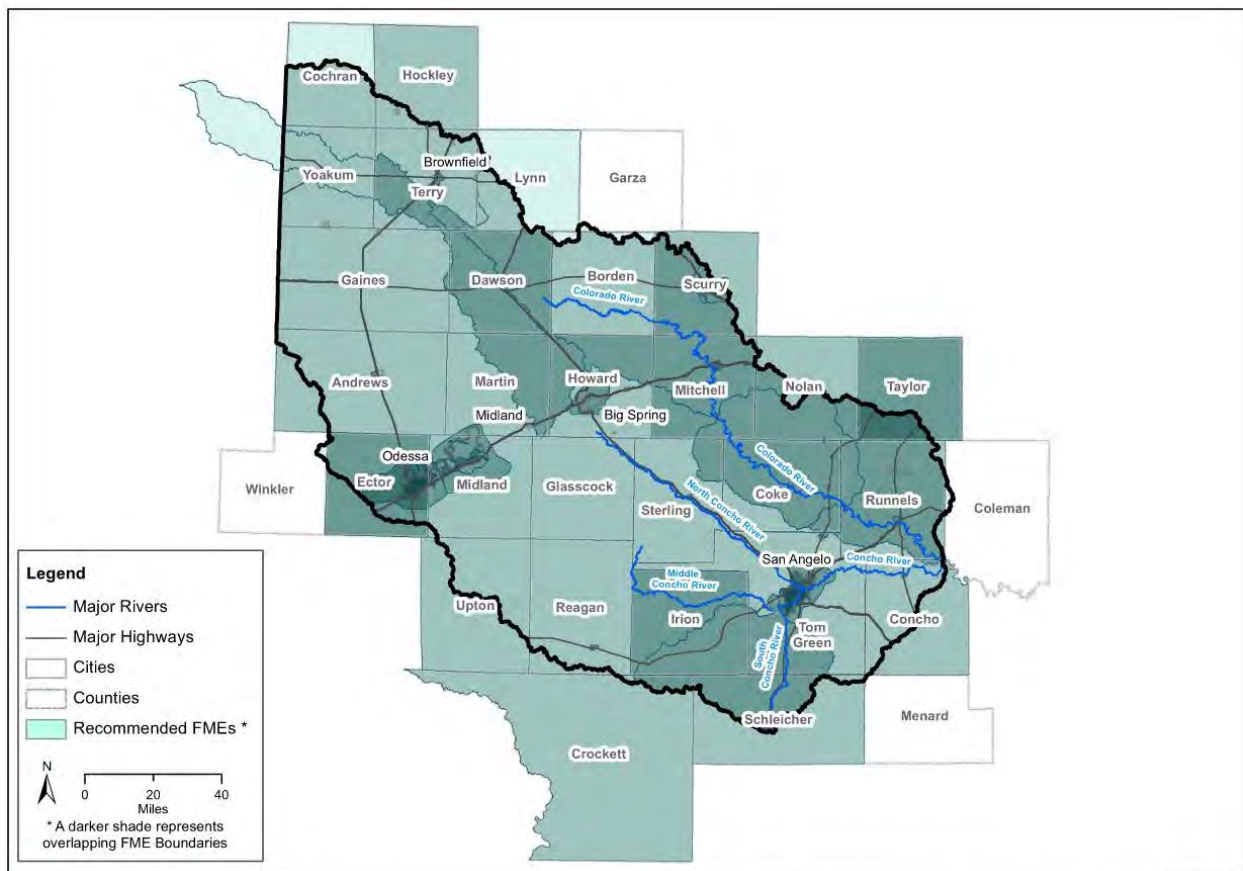 Cochran
Hockley
Brownfield
Yoakum
Terry
Lynn
Garza
Gaines
Dawson
Borden
Scurry
Colorado River
Andrews
Martin
Howard
Mitchell
Nolan
Taylor
Midland
Big Spring
Odessa
Ector
Winkler
Midland
Glasscock
Sterling
North Concho River
Coke
Colorado River
Runnels
Coleman
San Angelo
Concho River
Middle
Concho River
Upton
Reagan
Irion
Tom
Green
Concho
South
Concho River
Schleicher
Menard
Crockett
Legend
Major Rivers
Major Highways
Cities
Counties
Recommended FMEs *
N
0 20 40
Miles
* A darker shade represents
overlapping FME Boundaries